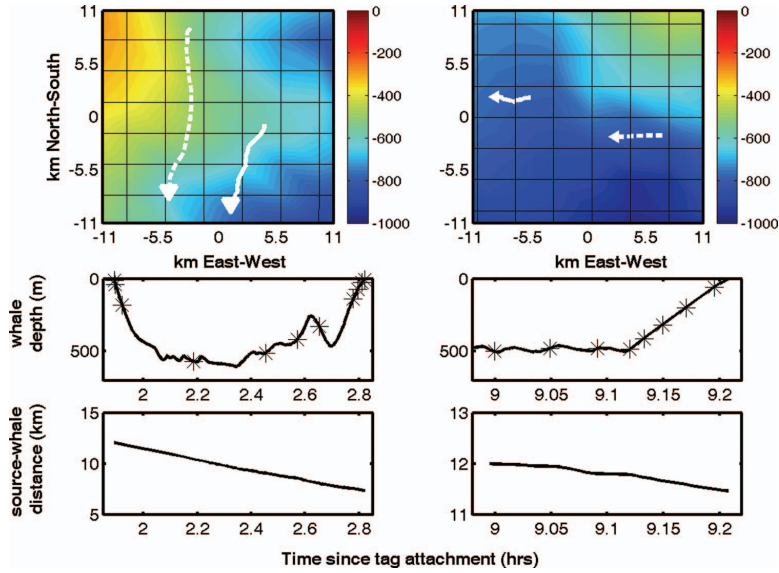 11
5.5
0
-5.5
-11
km North-South
-11 -5.5 0 5.5 11
km East-West
0
-200
-400
-600
-800
-1000
11
5.5
0
-5.5
-11
-11 -5.5 0 5.5 11
km East-West
0
-200
-400
-600
-800
-1000
whale
depth (m)
0
500
2 2.2 2.4 2.6 2.8
0
500
9 9.05 9.1 9.15 9.2
source-whale
distance (km)
15
10
5
2 2.2 2.4 2.6 2.8
13
12
11
9 9.05 9.1 9.15 9.2
Time since tag attachment (hrs)